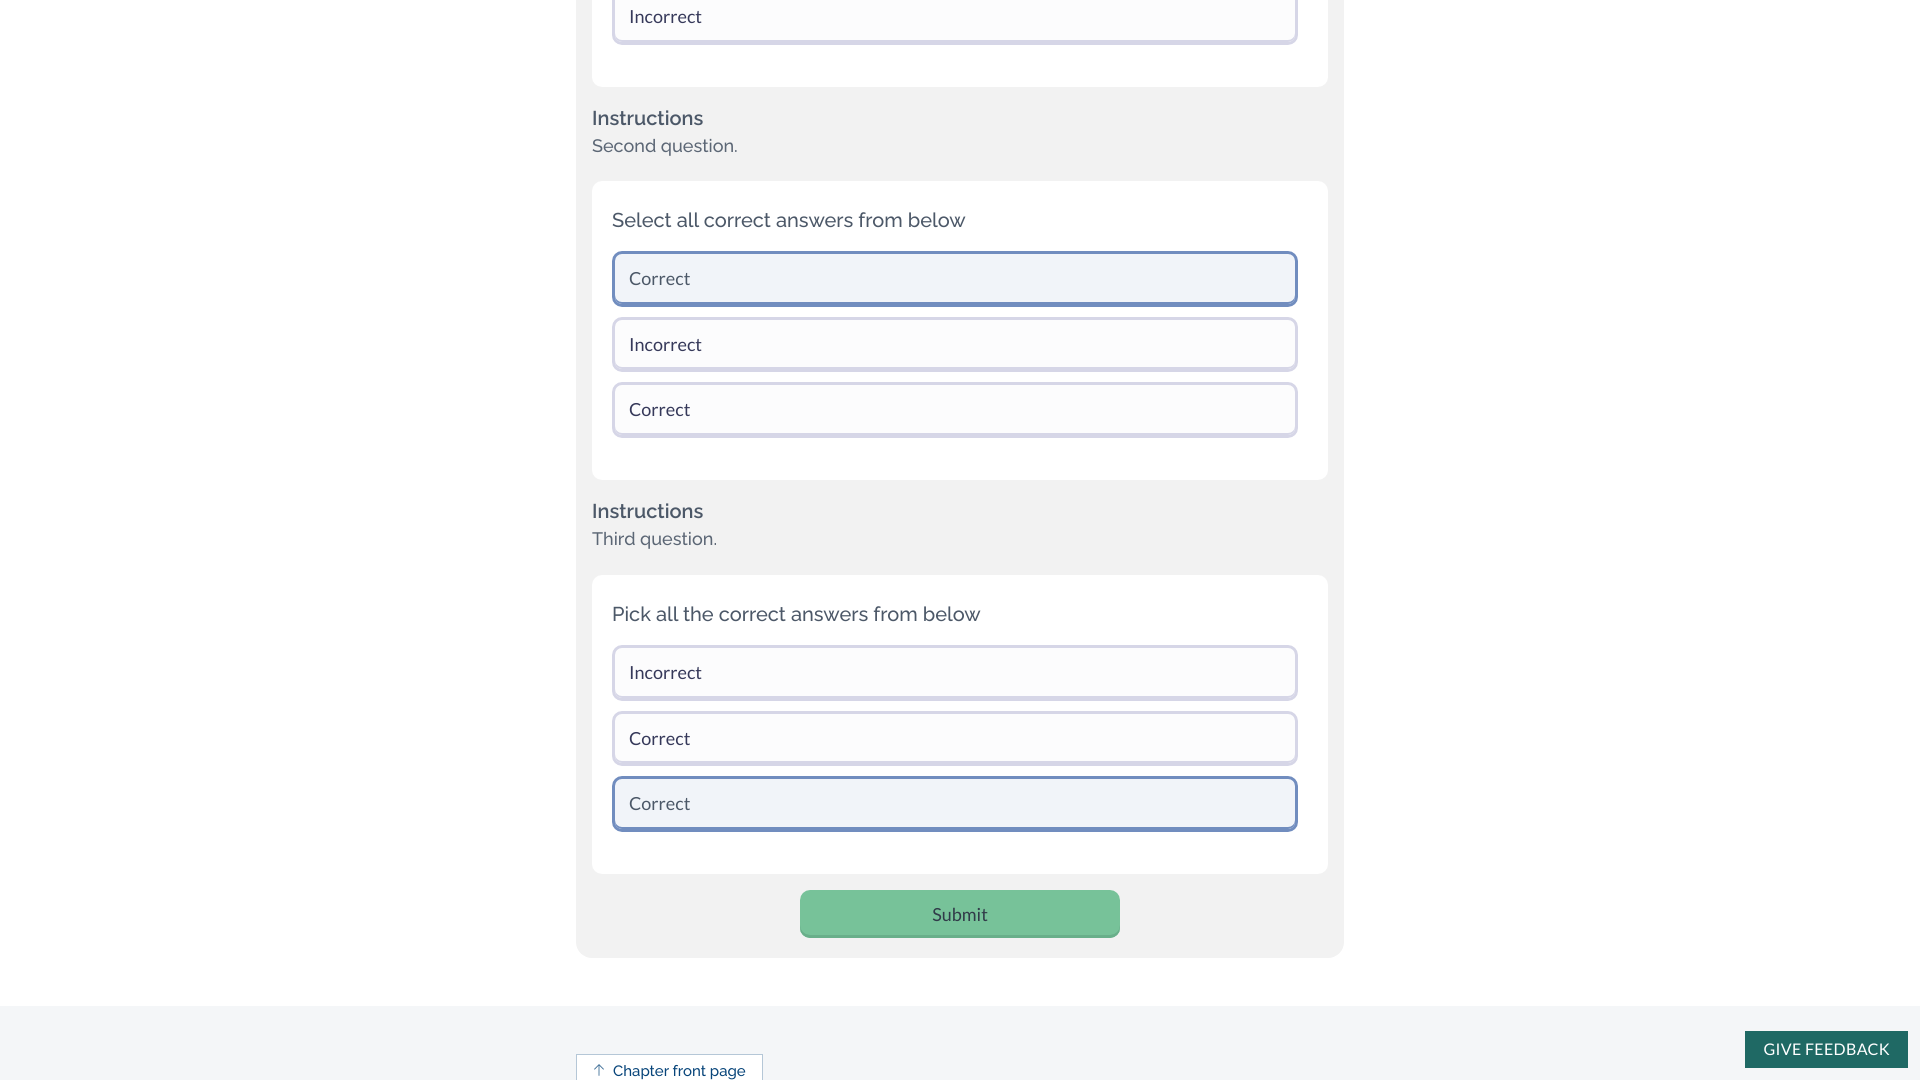 Incorrect
Instructions
Second question.
Select all correct answers from below
Correct
Incorrect
Correct
Instructions
Third question.
Pick all the correct answers from below
Incorrect
Correct
Correct
Submit
GIVE FEEDBACK
↑ Chapter front page